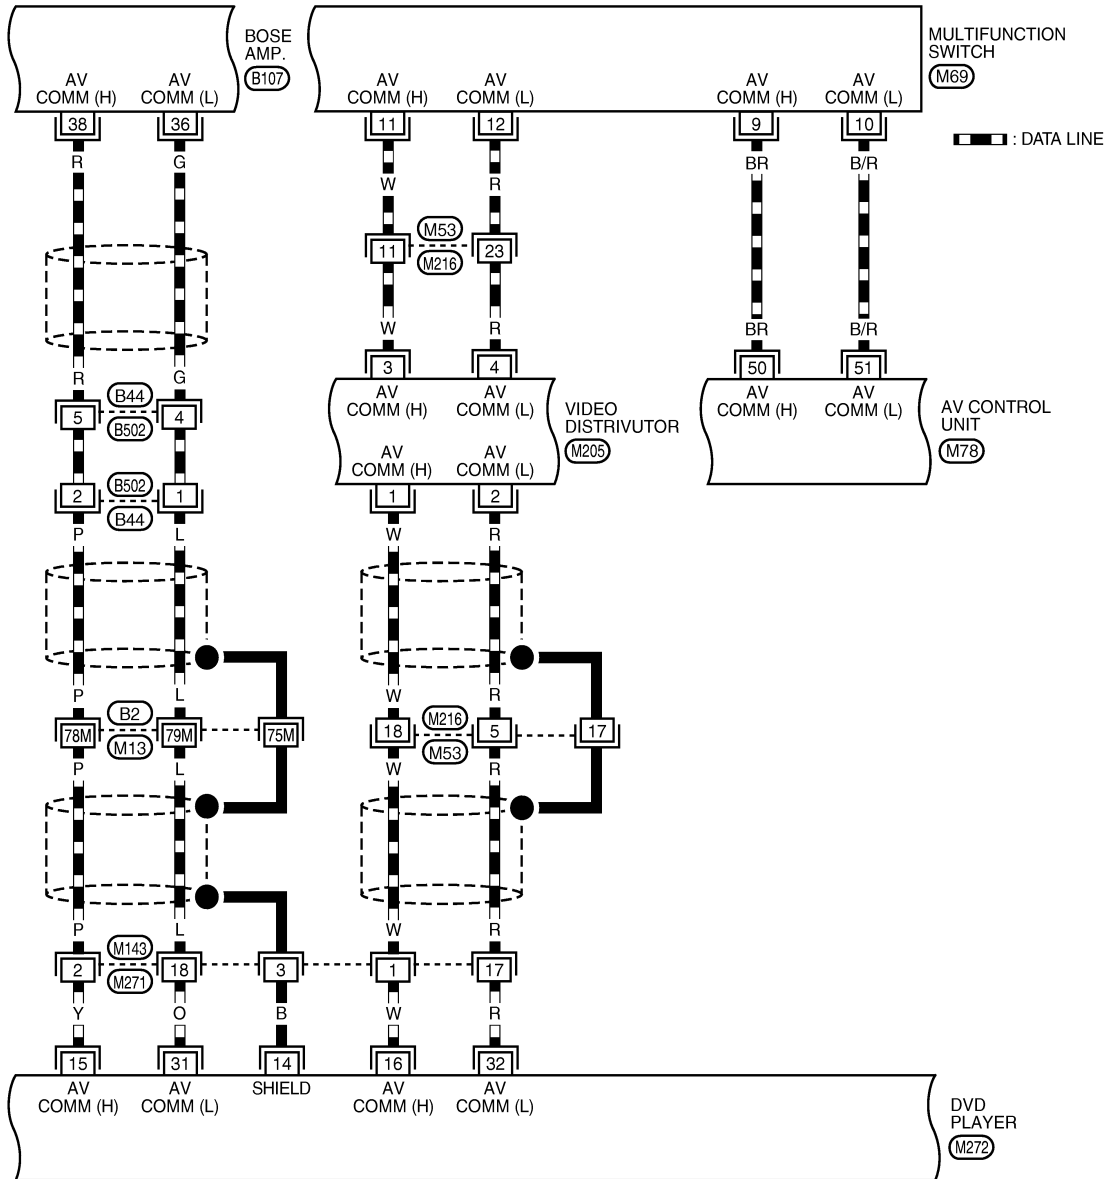 BOSE
AMP.
B107
MULTIFUNCTION
SWITCH
M69
AV
COMM (H)
AV
COMM (L)
AV
COMM (H)
AV
COMM (L)
AV
COMM (H)
AV
COMM (L)
38
36
11
12
9
10
: DATA LINE
R
G
W
R
BR
B/R
M53
11
23
M216
W
R
BR
B/R
3
4
50
51
R
G
B44
5
4
B502
AV
COMM (H)
AV
COMM (L)
VIDEO
DISTRIVUTOR
M205
AV
COMM (H)
AV
COMM (L)
AV CONTROL
UNIT
M78
AV
COMM (H)
AV
COMM (L)
B502
2
1
B44
1
2
P
L
W
R
P
L
W
R
B2
78M
79M
75M
M13
M216
18
5
17
M53
P
L
W
R
P
L
W
R
M143
2
18
3
1
17
M271
Y
O
B
W
R
15
31
14
16
32
AV
COMM (H)
AV
COMM (L)
SHIELD
AV
COMM (H)
AV
COMM (L)
DVD
PLAYER
M272